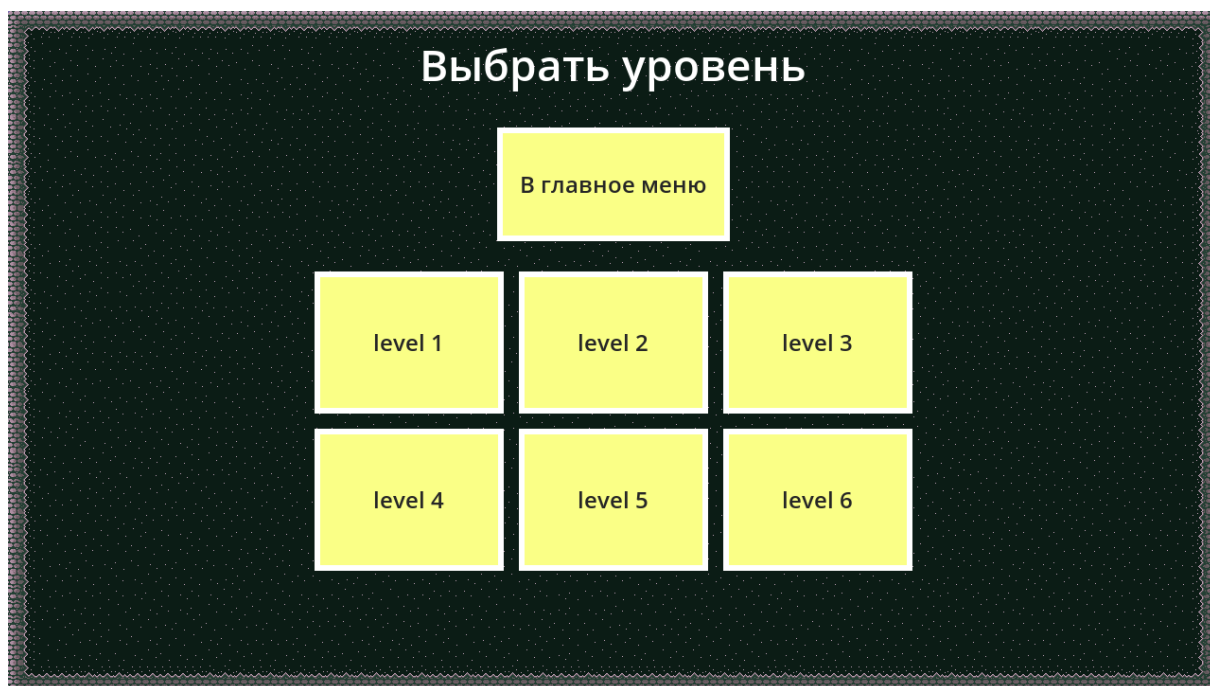 Выбрать уровень
В главное меню
level 1
level 2
level 3
level 4
level 5
level 6